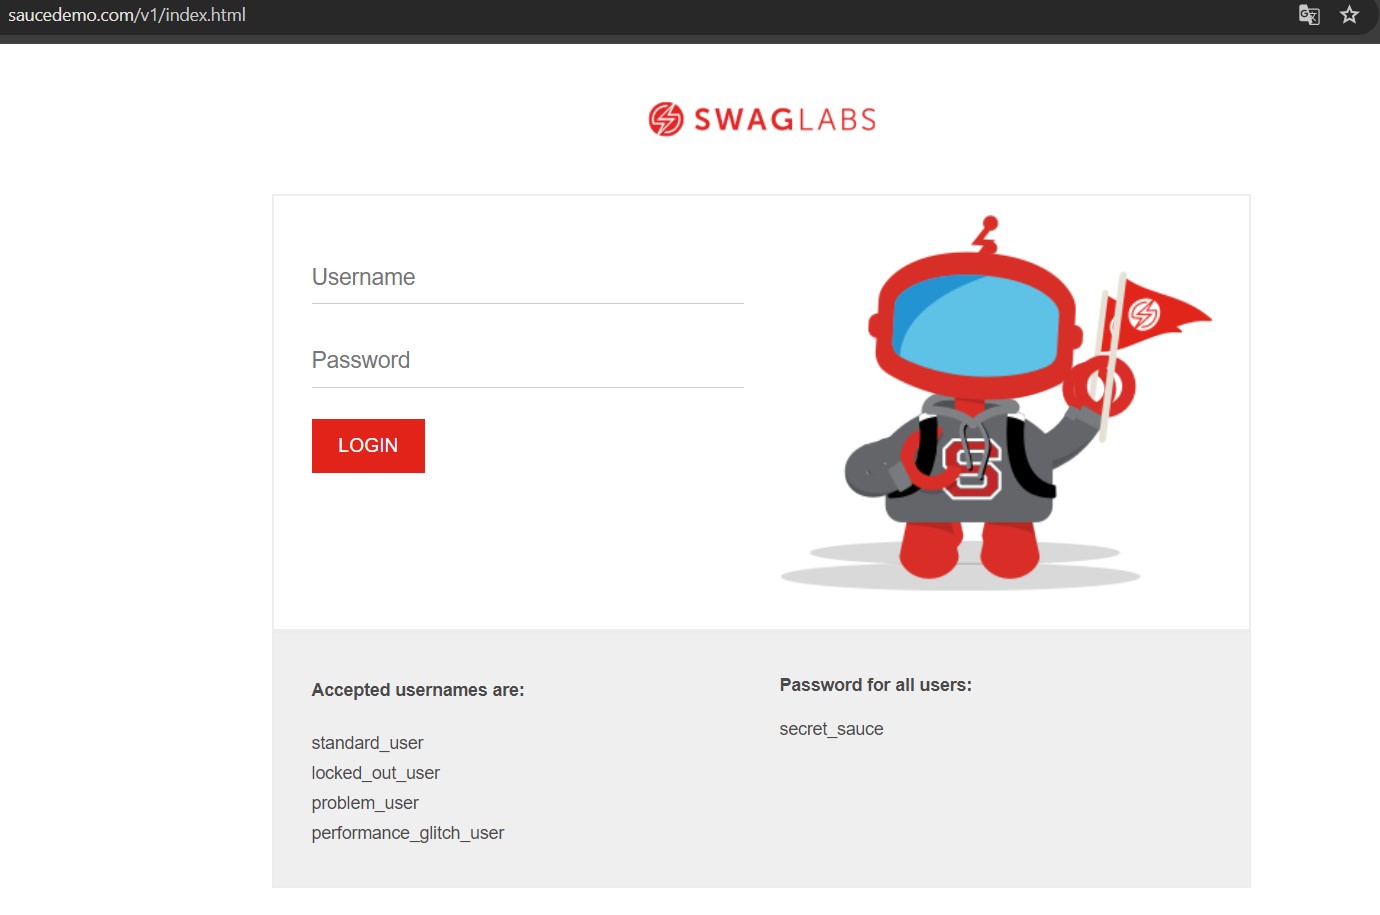 saucedemo.com/v1/index.html
SWAGLABS
Username
Password
LOGIN
S
Accepted usernames are:
standard_user
locked_out_user
problem_user
performance_glitch_user
Password for all users:
secret_sauce